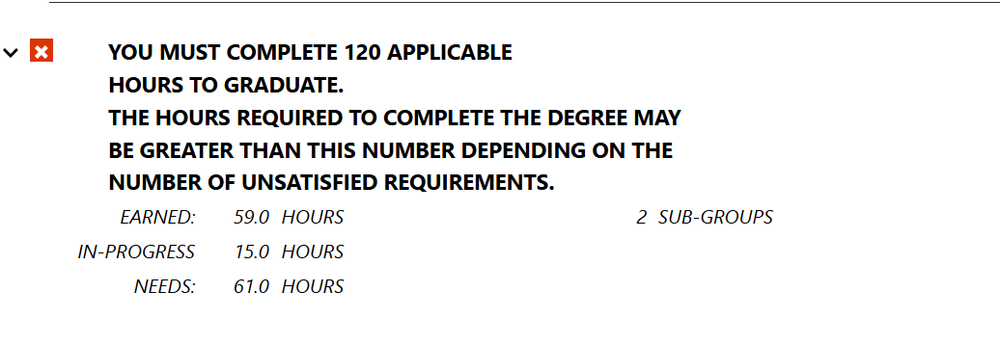 YOU MUST COMPLETE 120 APPLICABLE
HOURS TO GRADUATE.
THE HOURS REQUIRED TO COMPLETE THE DEGREE MAY
BE GREATER THAN THIS NUMBER DEPENDING ON THE
NUMBER OF UNSATISFIED REQUIREMENTS.
EARNED: 59.0 HOURS 2 SUB-GROUPS
IN-PROGRESS 15.0 HOURS
NEEDS: 61.0 HOURS